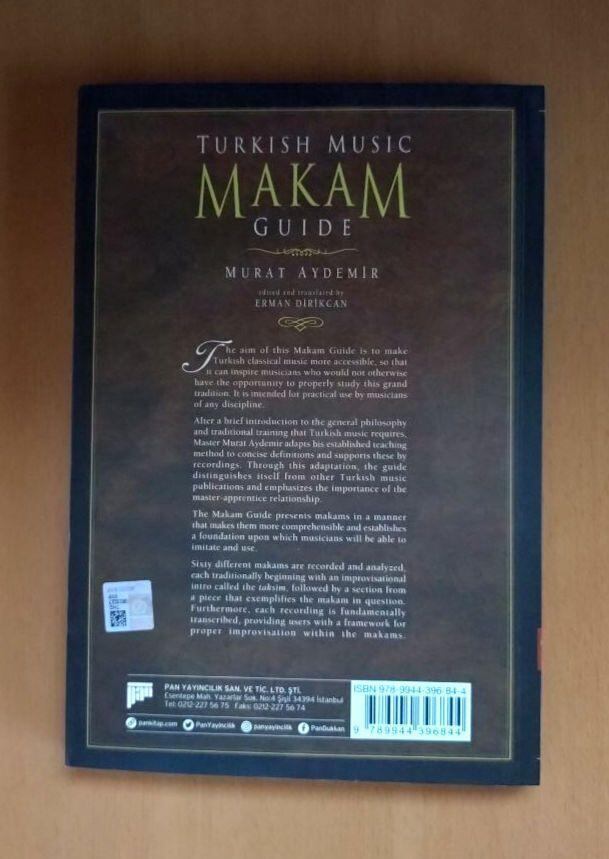 TURKISH MUSIC
MAKAM
GUIDE
MURAT AYDEMİR
edited and translated by
ERMAN DİRİKCAN
The aim of this Makam Guide is to make
Turkish classical music more accessible, so that
it can inspire musicians who would not otherwise
have the opportunity to properly study this grand
tradition. It is intended for practical use by musicians
of any discipline.
After a brief introduction to the general philosophy
and traditional training that Turkish music requires,
Master Murat Aydemir adapts his established teaching
method to concise definitions and supports these by
recordings. Through this adaptation, the guide
distinguishes itself from other Turkish music
publications and emphasizes the importance of the
master-apprentice relationship.
The Makam Guide presents makams in a manner
that makes them more comprehensible and establishes
a foundation upon which musicians will be able to
imitate and use.
Sixty different makams are recorded and analyzed,
each traditionally beginning with an improvisational
intro called the taksim, followed by a section from
a piece that exemplifies the makam in question.
Furthermore, each recording is fundamentally
transcribed, providing users with a framework for
proper improvisation within the makams.
PAN YAYINCILIK SAN. VE TİC. LTD. ŞTİ.
Esentepe Mah. Yazarlar Sok. No:4 Şişli 34394 İstanbul
Tel: 0212-227 56 75 Faks: 0212-227 56 74
pankitap.com PanYayincilik panyayincilik PanDukkan
ISBN 978-9944-396-84-4
9 789944 396844